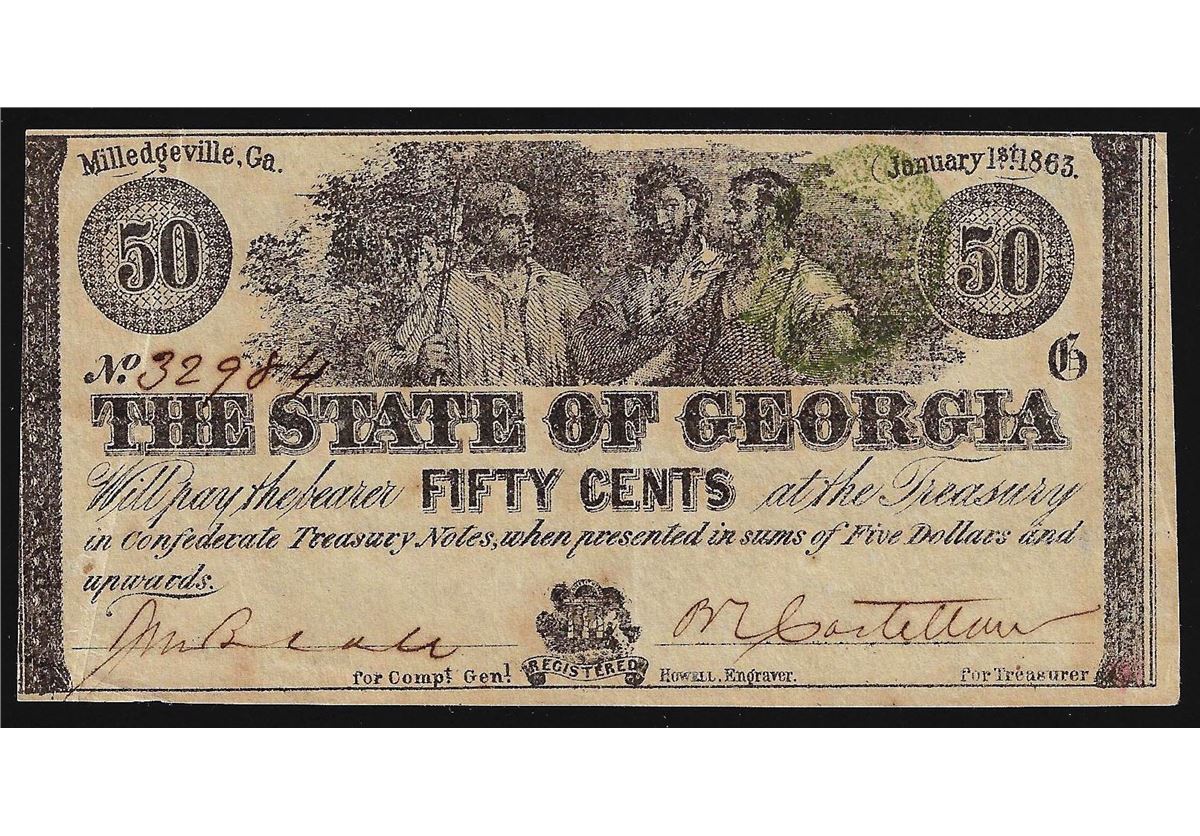 Milledgeville, Ga.
January 1st. 1863.
50
50
No. 32984
G
THE STATE OF GEORGIA
Will pay the bearer FIFTY CENTS at the Treasury
in Confederate Treasury Notes, when presented in sums of Five Dollars and
upwards.
for Compt. Genl.
REGISTERED
HOWELL, Engraver.
for Treasurer